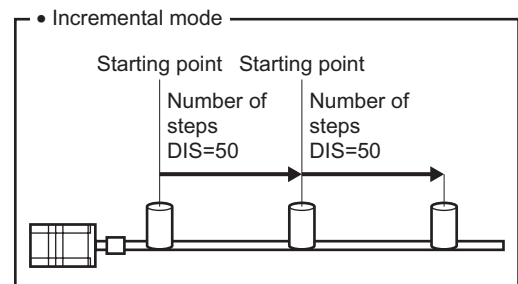 • Incremental mode
Starting point Starting point
Number of steps DIS=50
Number of steps DIS=50